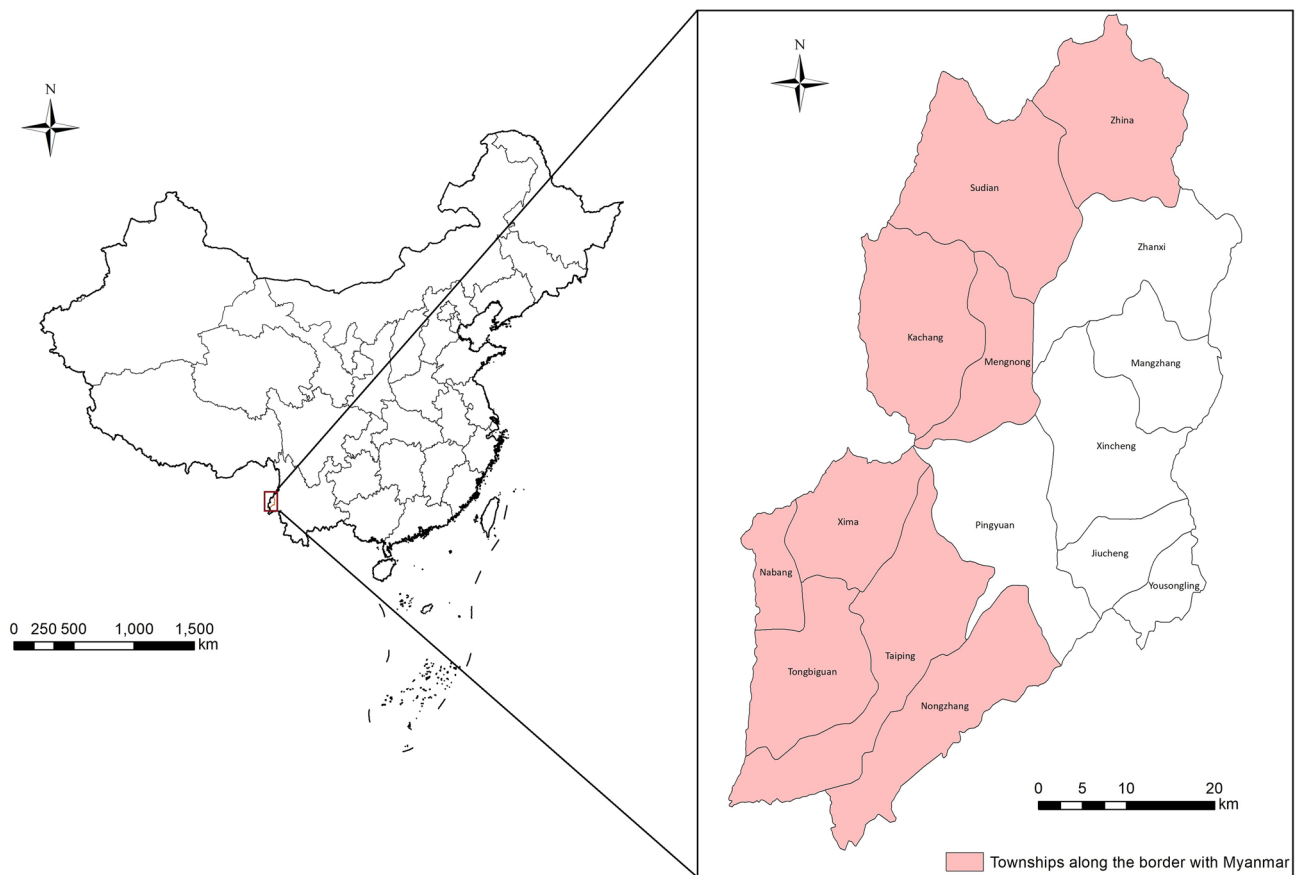 N
0 250 500 1,000 1,500
km
N
Zhina
Sudian
Zhanxi
Kachang
Mengnong
Mangzhang
Xincheng
Xima
Pingyuan
Nabang
Jiucheng
Yousongling
Tongbiguan
Taiping
Nongzhang
0 5 10 20
km
Townships along the border with Myanmar